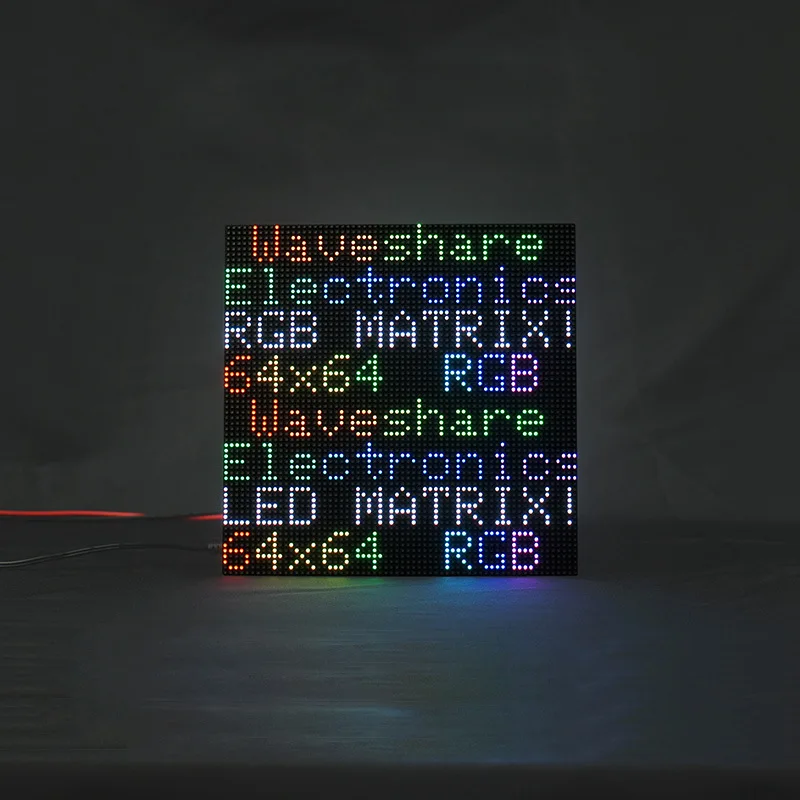 Waveshare
Electronics
RGB MATRIX!
64x64 RGB
Waveshare
Electronics
LED MATRIX!
64x64 RGB